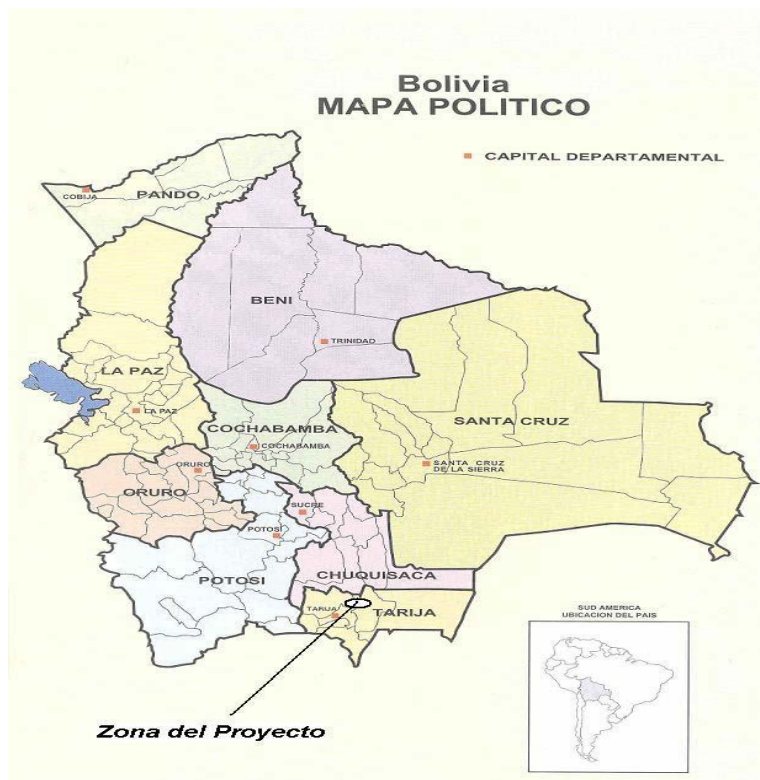 Bolivia
MAPA POLITICO
CAPITAL DEPARTAMENTAL
COBIJA
PANDO
BENI
TRINIDAD
LA PAZ
LA PAZ
SANTA CRUZ
COCHABAMBA
COCHABAMBA
SANTA CRUZ
DE LA SIERRA
ORURO
ORURO
SUCRE
POTOSI
POTOSI
CHUQUISACA
TARIJA
TARIJA
SUD AMERICA
UBICACION DEL PAIS
Zona del Proyecto